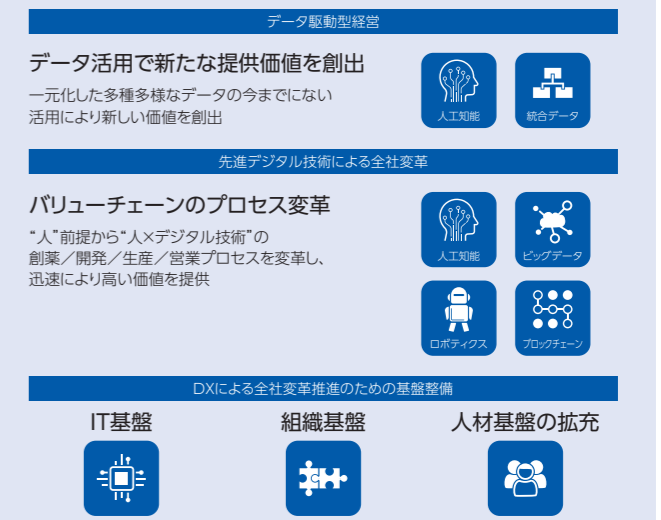 データ駆動型経営
データ活用で新たな提供価値を創出
一元化した多種多様なデータの今までにない
活用により新しい価値を創出
人工知能
統合データ
先進デジタル技術による全社変革
バリューチェーンのプロセス変革
“人”前提から“人×デジタル技術”の
創薬／開発／生産／営業プロセスを変革し、
迅速により高い価値を提供
人工知能
ビッグデータ
ロボティクス
ブロックチェーン
DXによる全社変革推進のための基盤整備
IT基盤
組織基盤
人材基盤の拡充